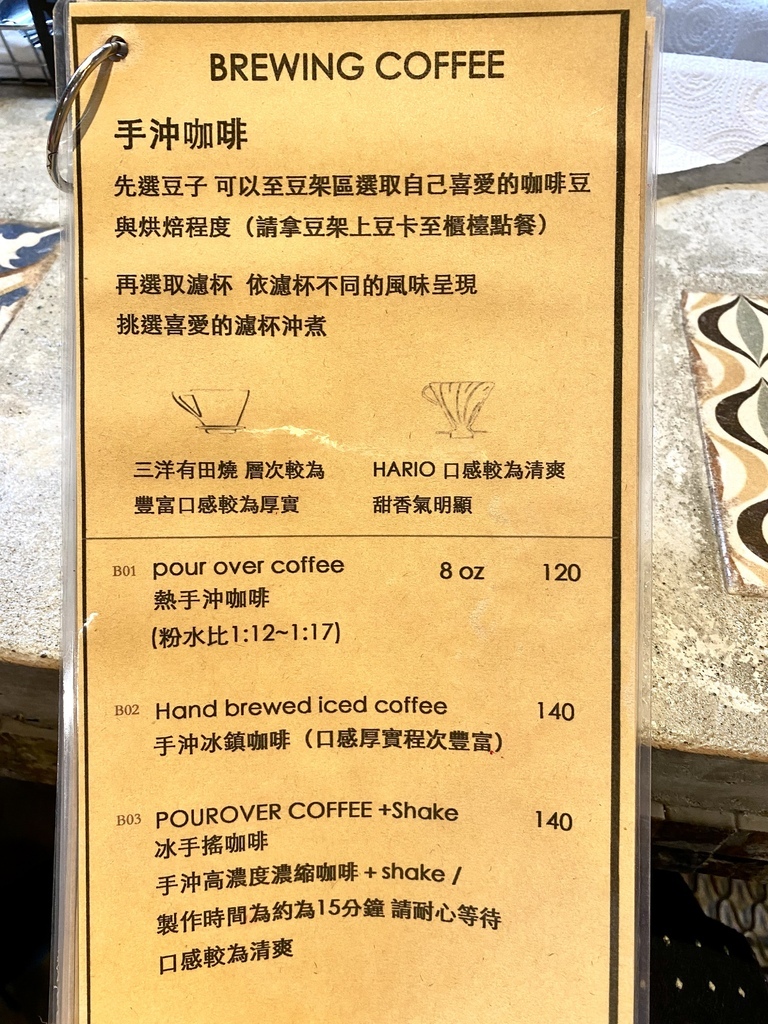 BREWING COFFEE
手沖咖啡
先選豆子 可以至豆架區選取自己喜愛的咖啡豆
與烘焙程度（請拿豆架上豆卡至櫃檯點餐）
再選取濾杯 依濾杯不同的風味呈現
挑選喜愛的濾杯沖煮
三洋有田燒 層次較為
豐富口感較為厚實
HARIO 口感較為清爽
甜香氣明顯
B01 pour over coffee 8 oz 120
熱手沖咖啡
(粉水比1:12~1:17)
B02 Hand brewed iced coffee 140
手沖冰鎮咖啡（口感厚實程次豐富）
B03 POUROVER COFFEE +Shake 140
冰手搖咖啡
手沖高濃度濃縮咖啡 + shake /
製作時間為約為15分鐘 請耐心等待
口感較為清爽